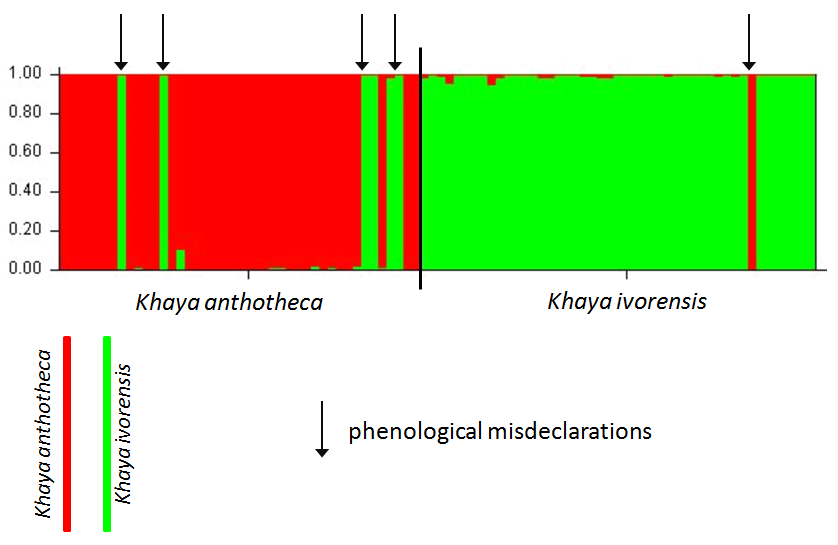 1.00
0.80
0.60
0.40
0.20
0.00
Khaya anthotheca
Khaya ivorensis
Khaya anthotheca
Khaya ivorensis
phenological misdeclarations